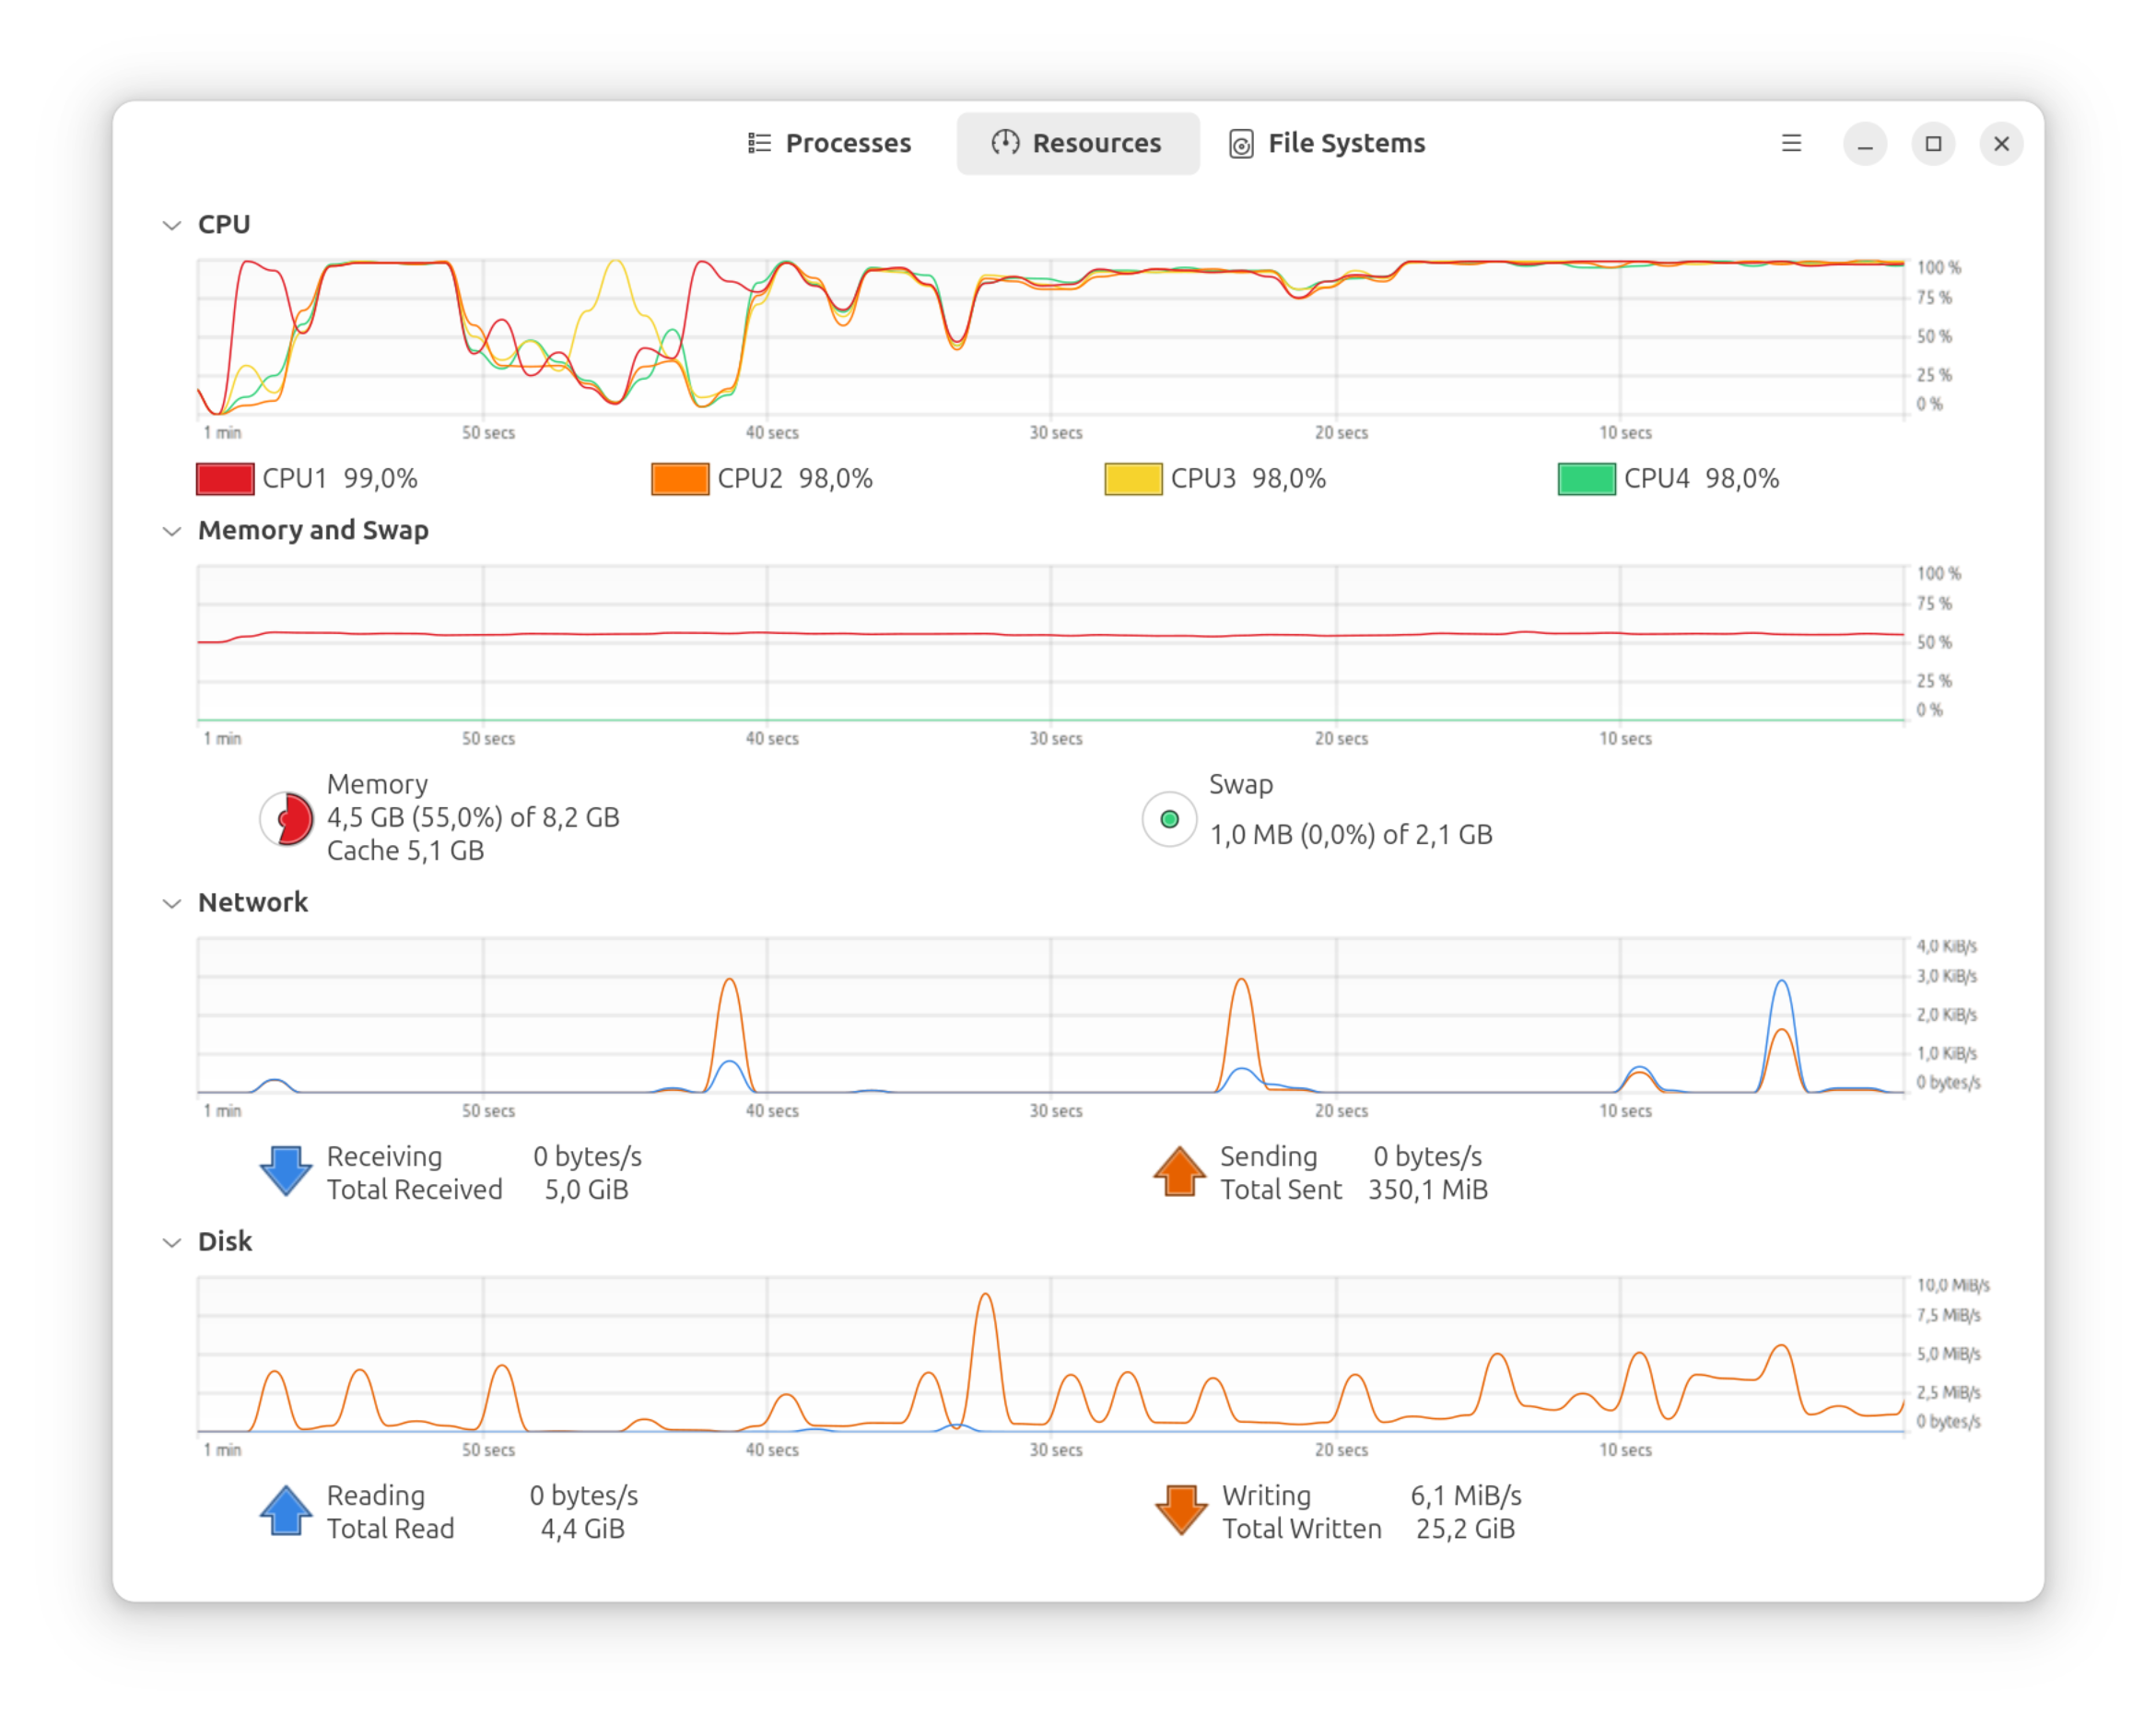 Processes Resources File Systems
CPU
100 %
75 %
50 %
25 %
0 %
1 min 50 secs 40 secs 30 secs 20 secs 10 secs
CPU1 99,0% CPU2 98,0% CPU3 98,0% CPU4 98,0%
Memory and Swap
100 %
75 %
50 %
25 %
0 %
1 min 50 secs 40 secs 30 secs 20 secs 10 secs
Memory
4,5 GB (55,0%) of 8,2 GB
Cache 5,1 GB
Swap
1,0 MB (0,0%) of 2,1 GB
Network
4,0 KiB/s
3,0 KiB/s
2,0 KiB/s
1,0 KiB/s
0 bytes/s
1 min 50 secs 40 secs 30 secs 20 secs 10 secs
Receiving 0 bytes/s
Total Received 5,0 GiB
Sending 0 bytes/s
Total Sent 350,1 MiB
Disk
10,0 MiB/s
7,5 MiB/s
5,0 MiB/s
2,5 MiB/s
0 bytes/s
1 min 50 secs 40 secs 30 secs 20 secs 10 secs
Reading 0 bytes/s
Total Read 4,4 GiB
Writing 6,1 MiB/s
Total Written 25,2 GiB